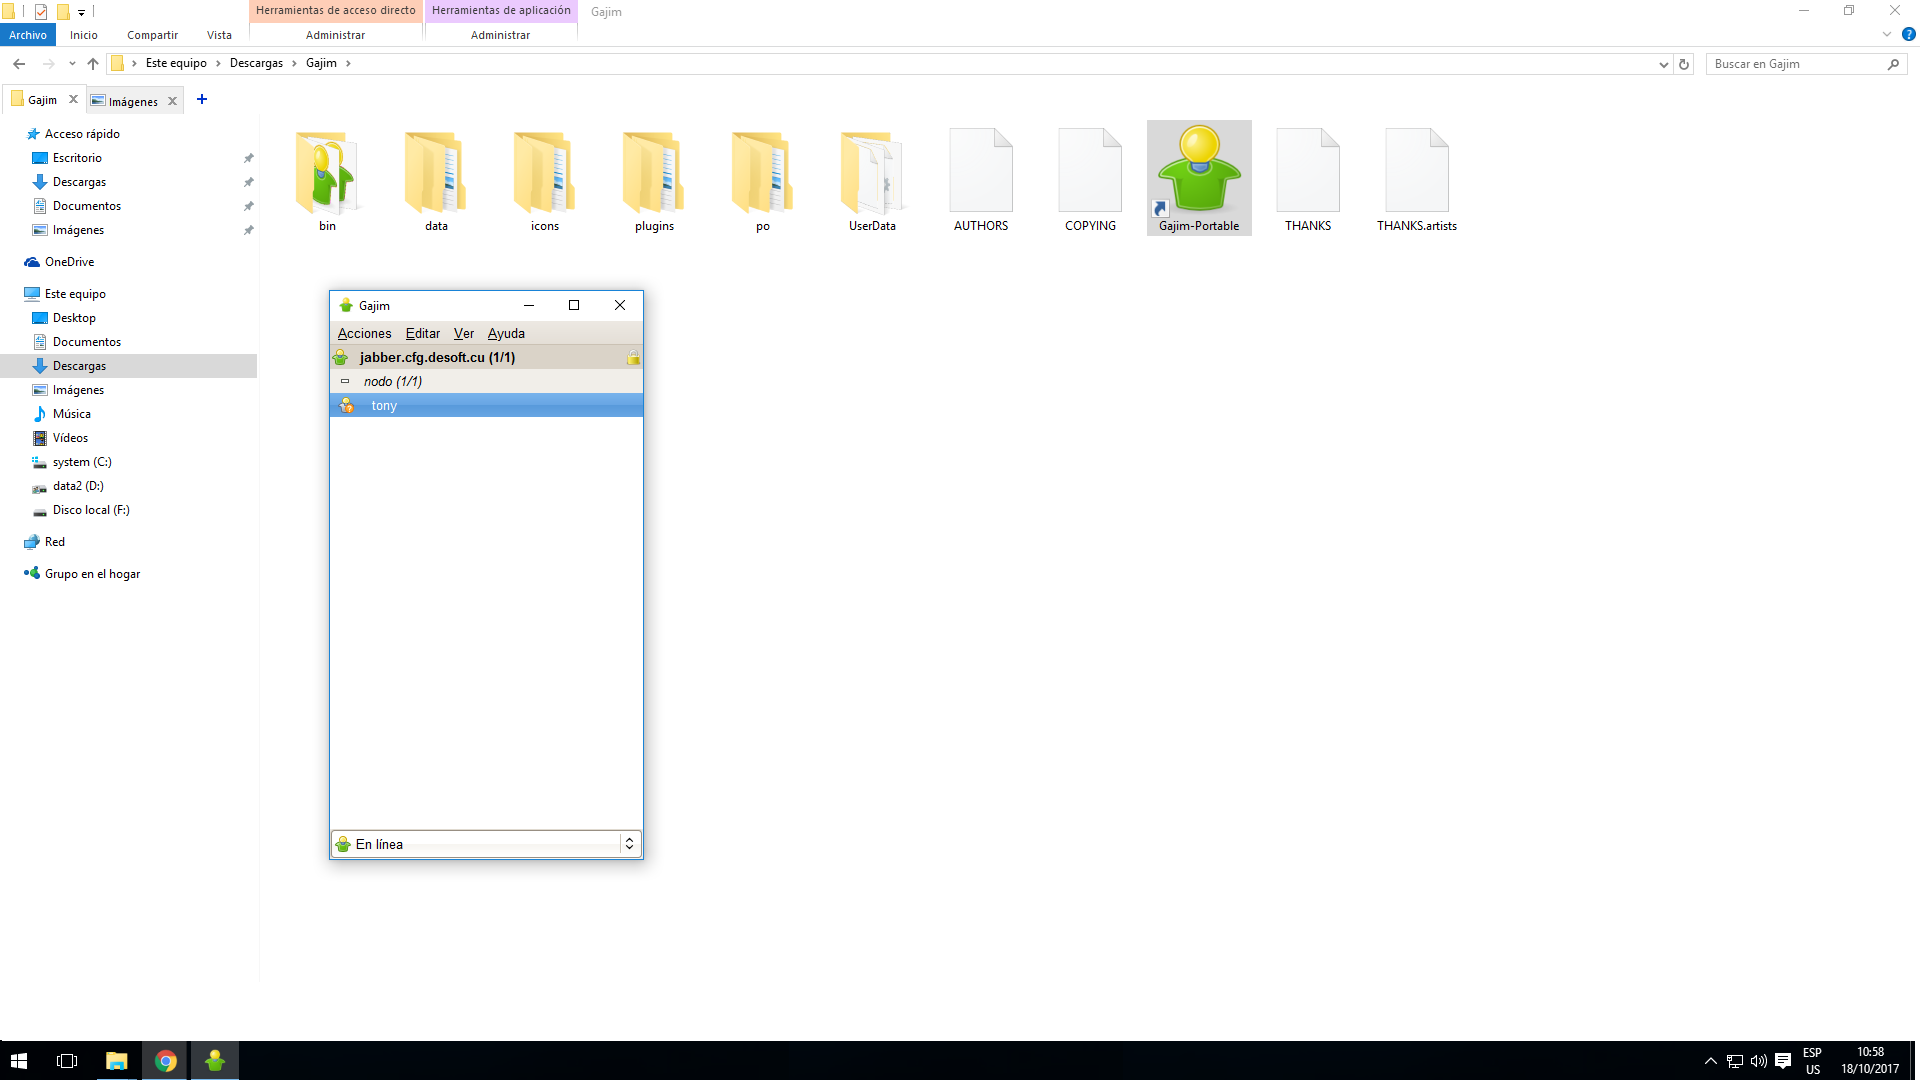 Herramientas de acceso directo
Herramientas de aplicación
Gajim
Archivo
Inicio
Compartir
Vista
Administrar
Administrar
Este equipo
Descargas
Gajim
Buscar en Gajim
Gajim
Imágenes
Acceso rápido
Escritorio
Descargas
Documentos
Imágenes
OneDrive
Este equipo
Desktop
Documentos
Descargas
Imágenes
Música
Vídeos
system (C:)
data2 (D:)
Disco local (F:)
Red
Grupo en el hogar
bin
data
icons
plugins
po
UserData
AUTHORS
COPYING
Gajim-Portable
THANKS
THANKS.artists
Gajim
Acciones Editar Ver Ayuda
jabber.cfg.desoft.cu (1/1)
nodo (1/1)
tony
En línea
ESP
US
10:58
18/10/2017